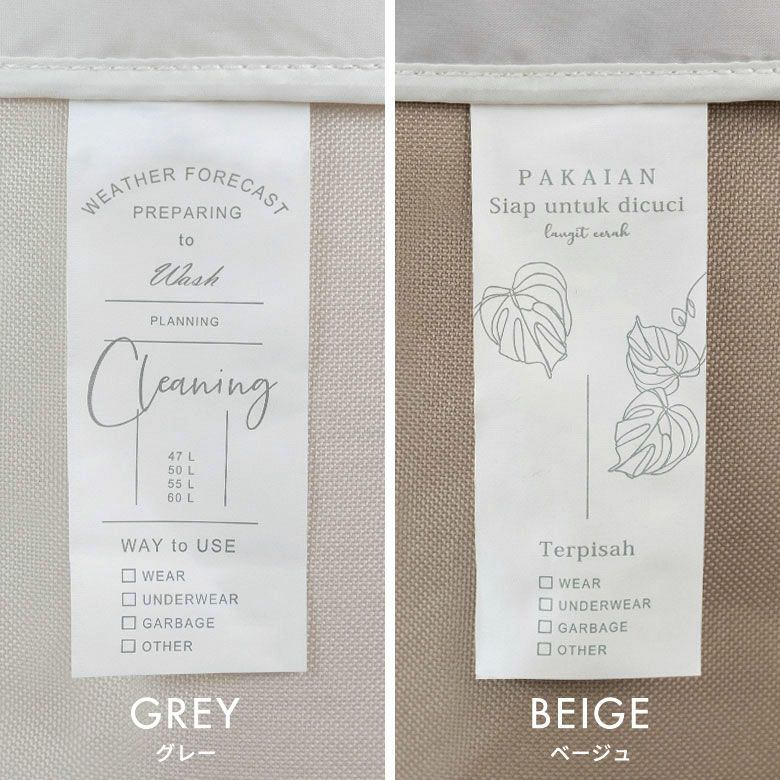 WEATHER FORECAST
PREPARING
to
Wash
PLANNING
Cleaning
47 L
50 L
55 L
60 L
WAY to USE
WEAR
UNDERWEAR
GARBAGE
OTHER
GREY
グレー
PAKAIAN
Siap untuk dicuci
langit cerah
Terpisah
WEAR
UNDERWEAR
GARBAGE
OTHER
BEIGE
ベージュ